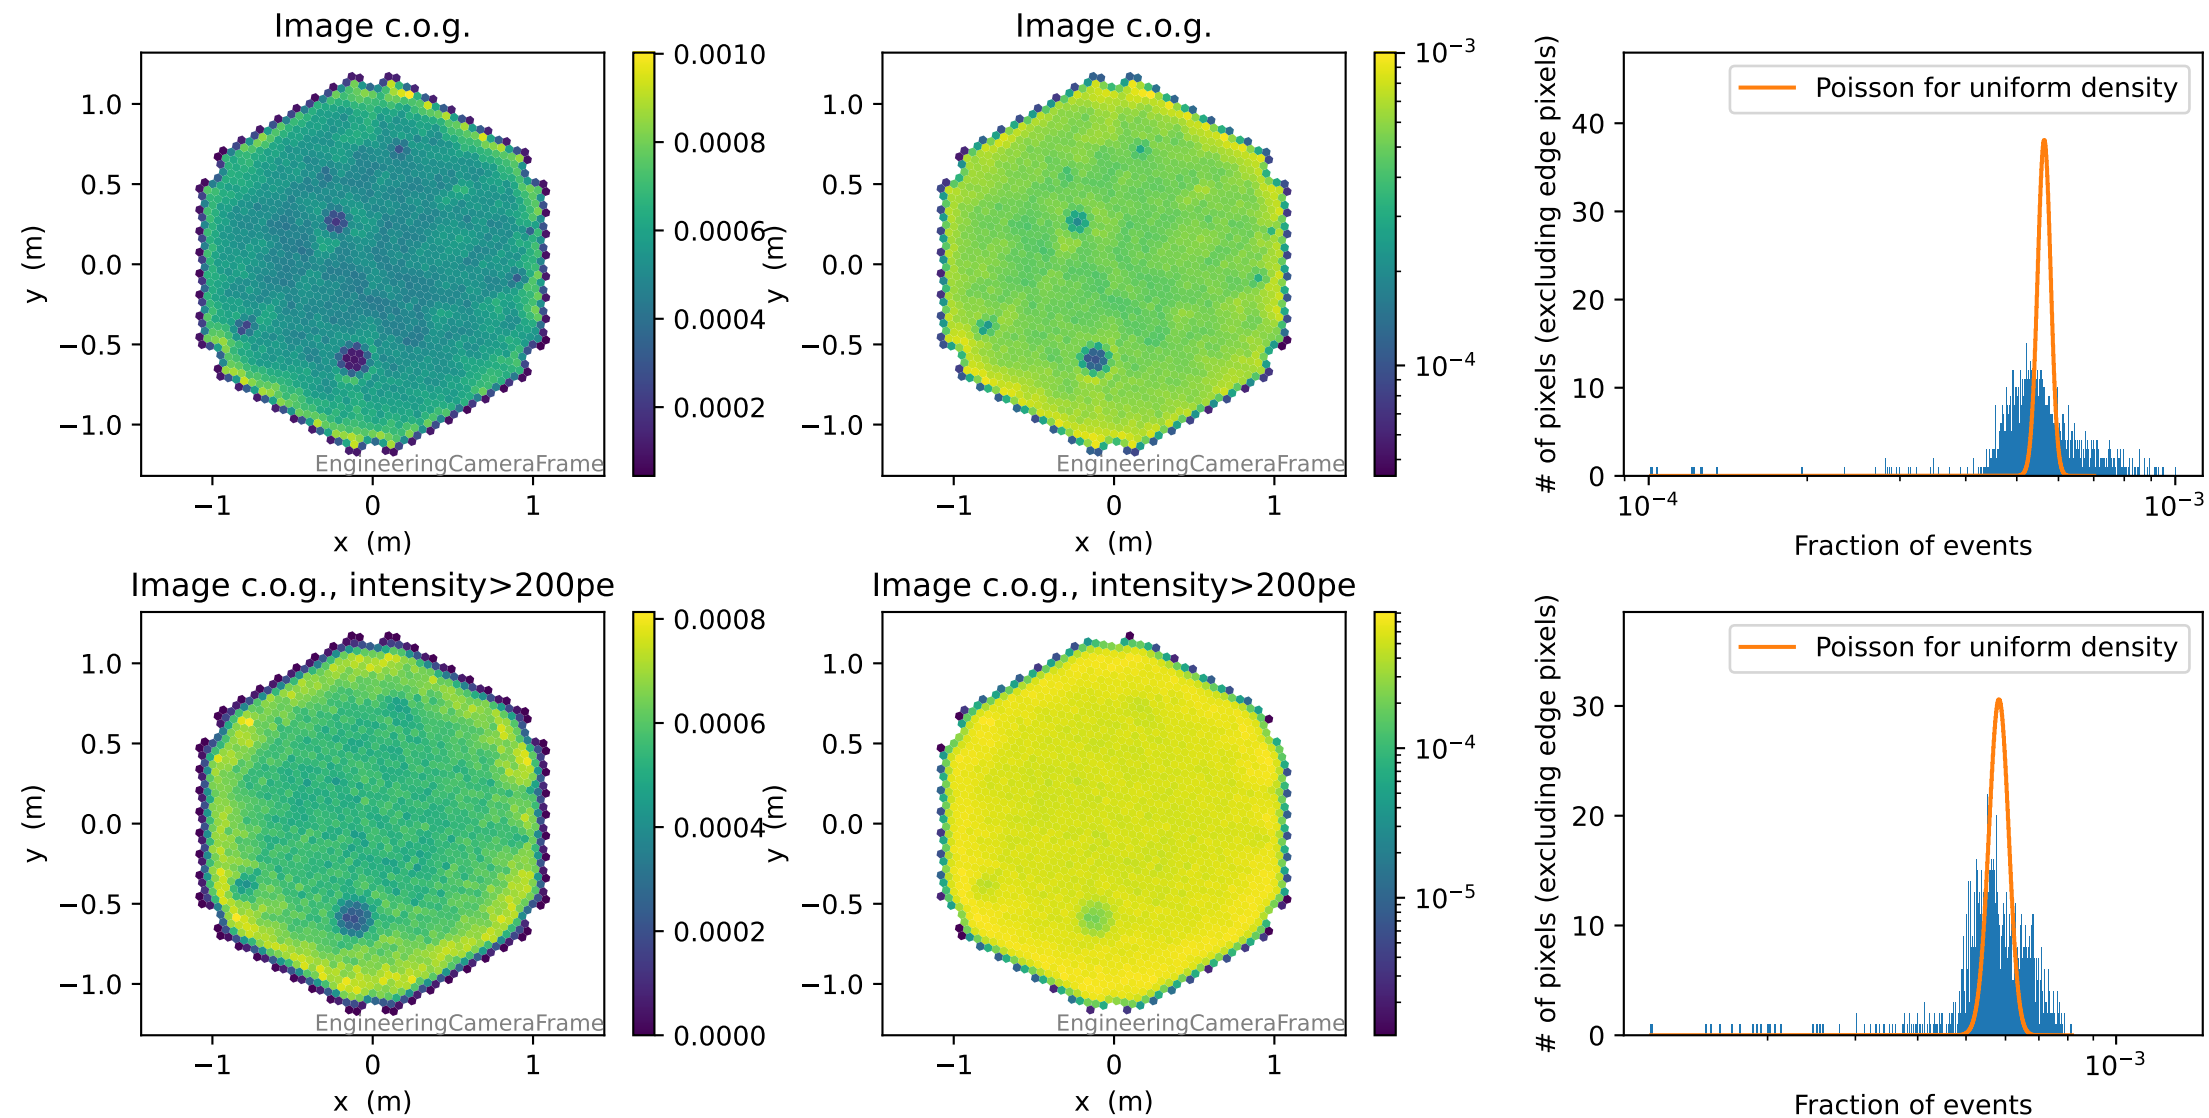 Image c.o.g.
1.0
0.5
0.0
−0.5
−1.0
y (m)
−1 0 1
x (m)
EngineeringCameraFrame
0.0010
0.0008
0.0006
0.0004
0.0002
Image c.o.g.
1.0
0.5
0.0
−0.5
−1.0
y (m)
−1 0 1
x (m)
EngineeringCameraFrame
10⁻³
10⁻⁴
Poisson for uniform density
# of pixels (excluding edge pixels)
40
30
20
10
0
10⁻⁴ 10⁻³
Fraction of events
Image c.o.g., intensity>200pe
1.0
0.5
0.0
−0.5
−1.0
y (m)
−1 0 1
x (m)
EngineeringCameraFrame
0.0008
0.0006
0.0004
0.0002
0.0000
Image c.o.g., intensity>200pe
1.0
0.5
0.0
−0.5
−1.0
y (m)
−1 0 1
x (m)
EngineeringCameraFrame
10⁻⁴
10⁻⁵
Poisson for uniform density
# of pixels (excluding edge pixels)
30
20
10
0
10⁻³
Fraction of events